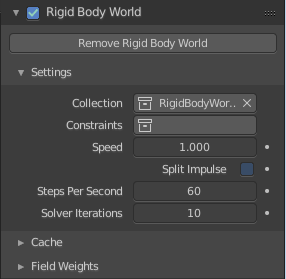 Rigid Body World
Remove Rigid Body World
Settings
Collection RigidBodyWor..
Constraints
Speed 1.000
Split Impulse
Steps Per Second 60
Solver Iterations 10
Cache
Field Weights